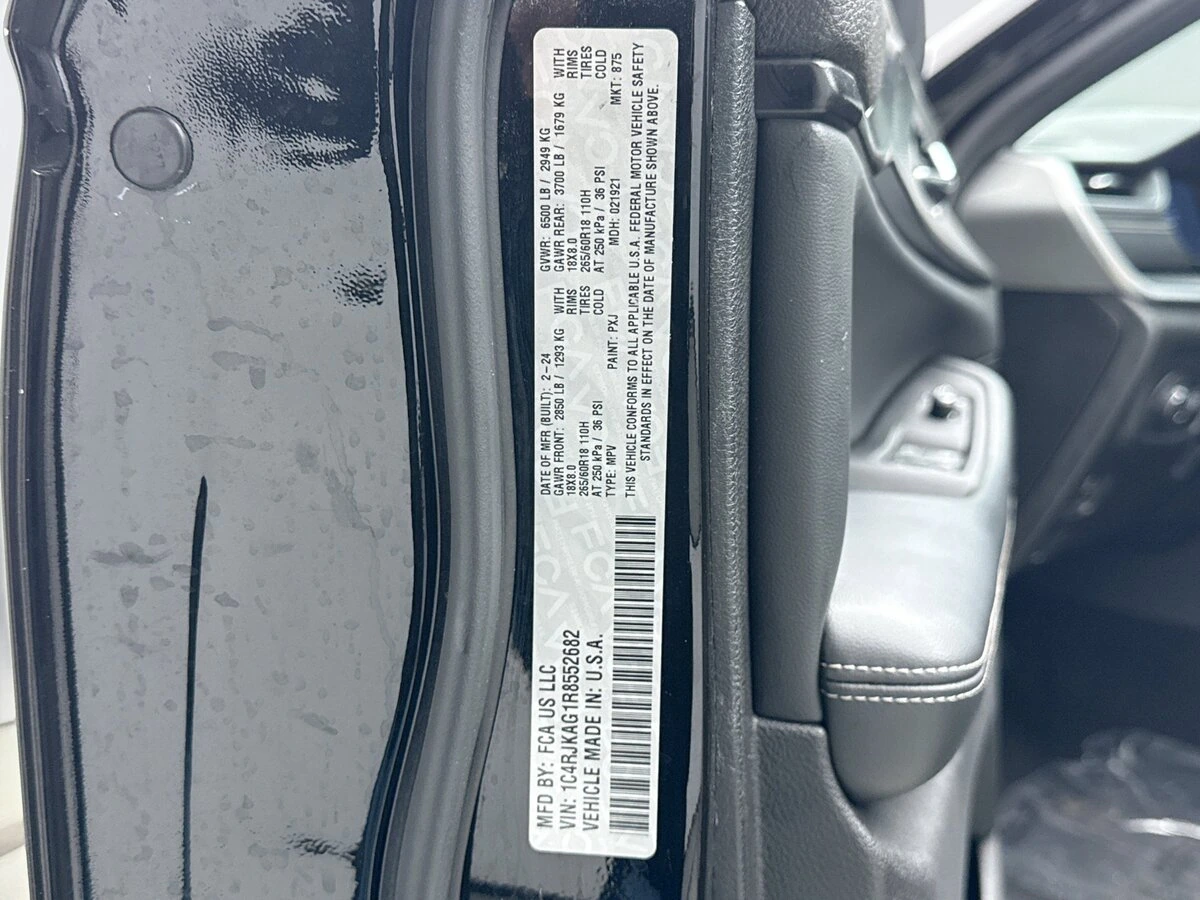 MFD BY: FCA US LLC
VIN: 1C4RJKAG1R8552682
VEHICLE MADE IN: U.S.A.
DATE OF MFR (BUILT): 2-24 GVWR: 6500 LB / 2949 KG
GAWR FRONT: 2850 LB / 1293 KG WITH GAWR REAR: 3700 LB / 1679 KG WITH
18X8.0 RIMS 18X8.0 RIMS
265/60R18 110H TIRES 265/60R18 110H TIRES
AT 250 kPa / 36 PSI COLD AT 250 kPa / 36 PSI COLD
TYPE: MPV PAINT: PXJ MDH: 021921 MKT: 875
THIS VEHICLE CONFORMS TO ALL APPLICABLE U.S.A. FEDERAL MOTOR VEHICLE SAFETY
STANDARDS IN EFFECT ON THE DATE OF MANUFACTURE SHOWN ABOVE.